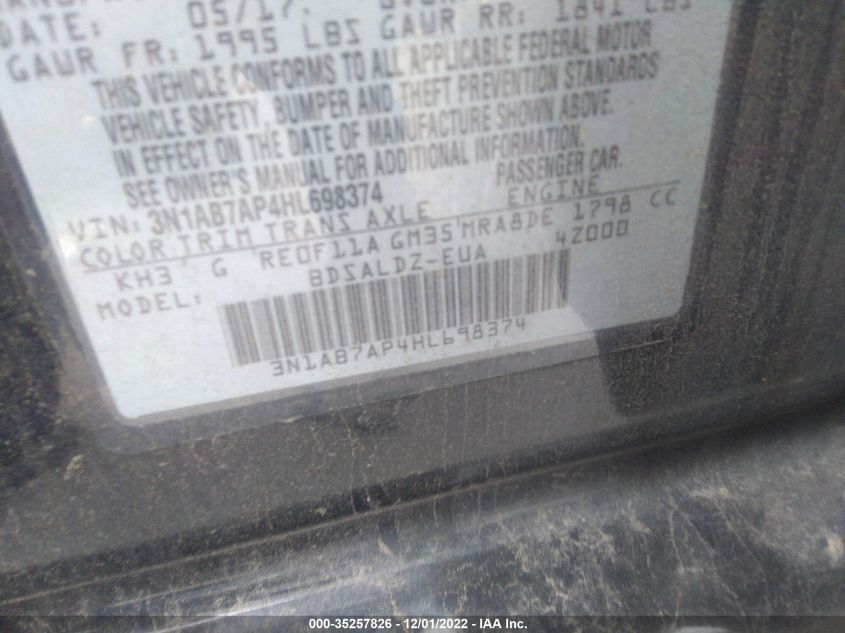 DATE: 05/17
GAWR FR: 1995 LBS GAWR RR: 1841 LBS
THIS VEHICLE CONFORMS TO ALL APPLICABLE FEDERAL MOTOR
VEHICLE SAFETY, BUMPER AND THEFT PREVENTION STANDARDS
IN EFFECT ON THE DATE OF MANUFACTURE SHOWN ABOVE.
SEE OWNER'S MANUAL FOR ADDITIONAL INFORMATION.
VIN: 3N1AB7AP4HL698374 PASSENGER CAR.
COLOR TRIM TRANS AXLE ENGINE
KH3 G RE0F11A GM35 MRA8DE 1798 CC
MODEL: BDSALDZ-EUA 4Z000
3N1AB7AP4HL698374
000-35257826 - 12/01/2022 - IAA Inc.